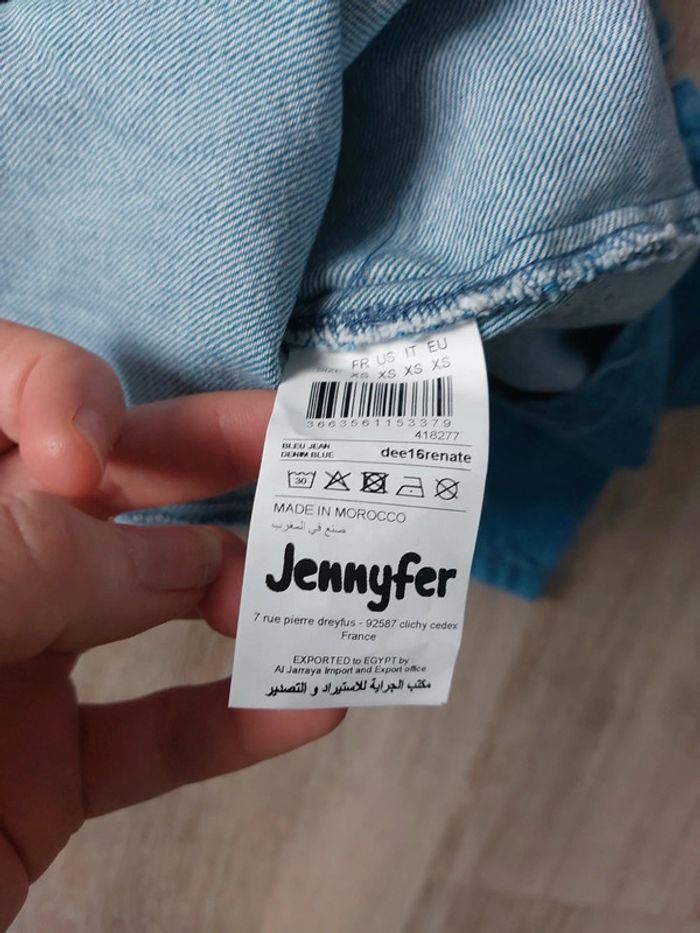 FR US IT EU
SIZE XS XS XS XS
3663561153379
418277
BLEU JEAN
DENIM BLUE
dee16renate
30
MADE IN MOROCCO
صنع في المغرب
Jennyfer
7 rue pierre dreyfus - 92587 clichy cedex
France
EXPORTED to EGYPT by
Al Jarraya Import and Export office
مكتب الجراية للاستيراد و التصدير